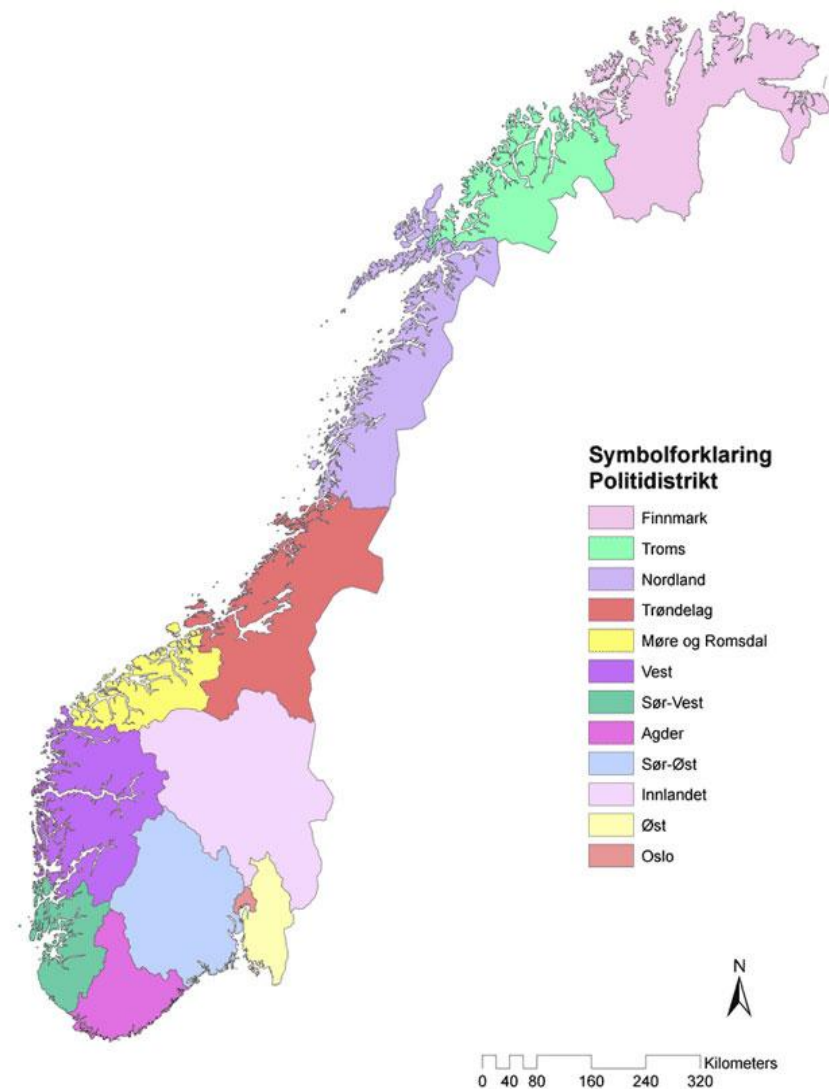 Symbolforklaring
Politidistrikt
Finnmark
Troms
Nordland
Trøndelag
Møre og Romsdal
Vest
Sør-Vest
Agder
Sør-Øst
Innlandet
Øst
Oslo
N
Kilometers
0 40 80 160 240 320